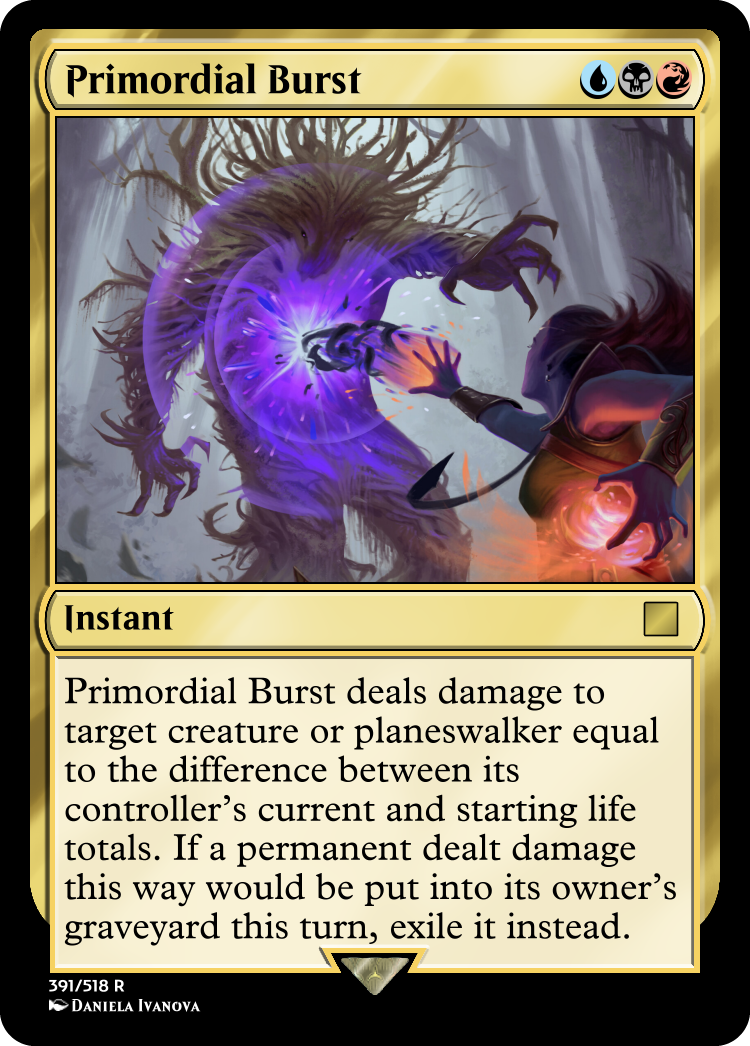 Primordial Burst
Instant
Primordial Burst deals damage to
target creature or planeswalker equal
to the difference between its
controller's current and starting life
totals. If a permanent dealt damage
this way would be put into its owner's
graveyard this turn, exile it instead.
391/518 R
Daniela Ivanova